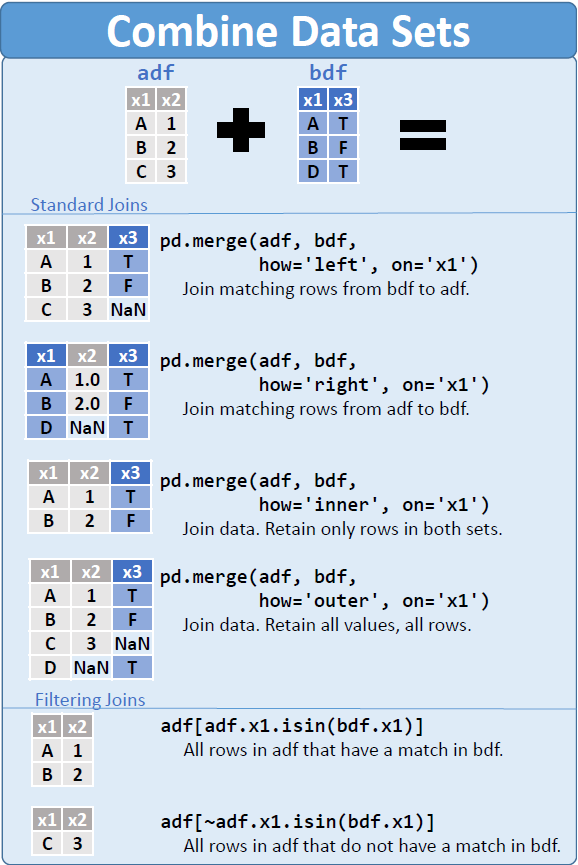 Combine Data Sets
adf bdf
x1 x2 x1 x3
A 1 A T
B 2 B F
C 3 D T
Standard Joins
x1 x2 x3
A 1 T
B 2 F
C 3 NaN
pd.merge(adf, bdf,
how='left', on='x1')
Join matching rows from bdf to adf.
x1 x2 x3
A 1.0 T
B 2.0 F
D NaN T
pd.merge(adf, bdf,
how='right', on='x1')
Join matching rows from adf to bdf.
x1 x2 x3
A 1 T
B 2 F
pd.merge(adf, bdf,
how='inner', on='x1')
Join data. Retain only rows in both sets.
x1 x2 x3
A 1 T
B 2 F
C 3 NaN
D NaN T
pd.merge(adf, bdf,
how='outer', on='x1')
Join data. Retain all values, all rows.
Filtering Joins
x1 x2
A 1
B 2
adf[adf.x1.isin(bdf.x1)]
All rows in adf that have a match in bdf.
x1 x2
C 3
adf[~adf.x1.isin(bdf.x1)]
All rows in adf that do not have a match in bdf.